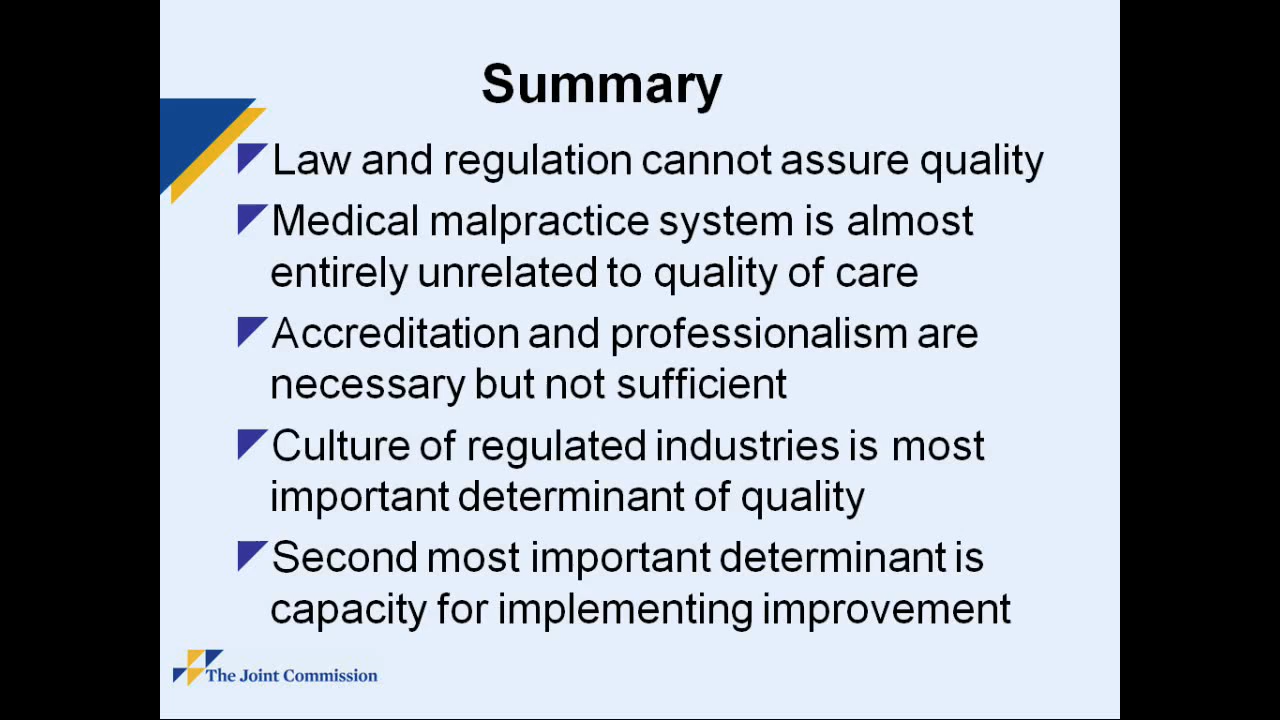 Summary
Law and regulation cannot assure quality
Medical malpractice system is almost
entirely unrelated to quality of care
Accreditation and professionalism are
necessary but not sufficient
Culture of regulated industries is most
important determinant of quality
Second most important determinant is
capacity for implementing improvement
The Joint Commission